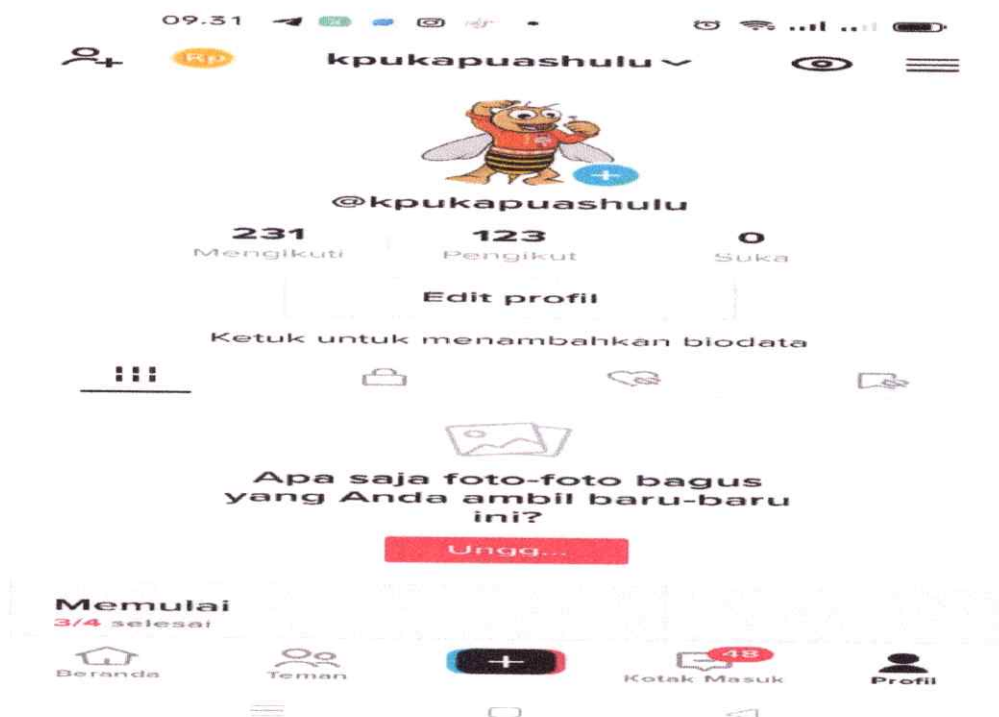 09.31
Rp
kpukapuashulu
@kpukapuashulu
231 123 0
Mengikuti Pengikut Suka
Edit profil
Ketuk untuk menambahkan biodata
Apa saja foto-foto bagus
yang Anda ambil baru-baru
ini?
Ungg...
Memulai
3/4 selesai
48
Beranda Teman Kotak Masuk Profil